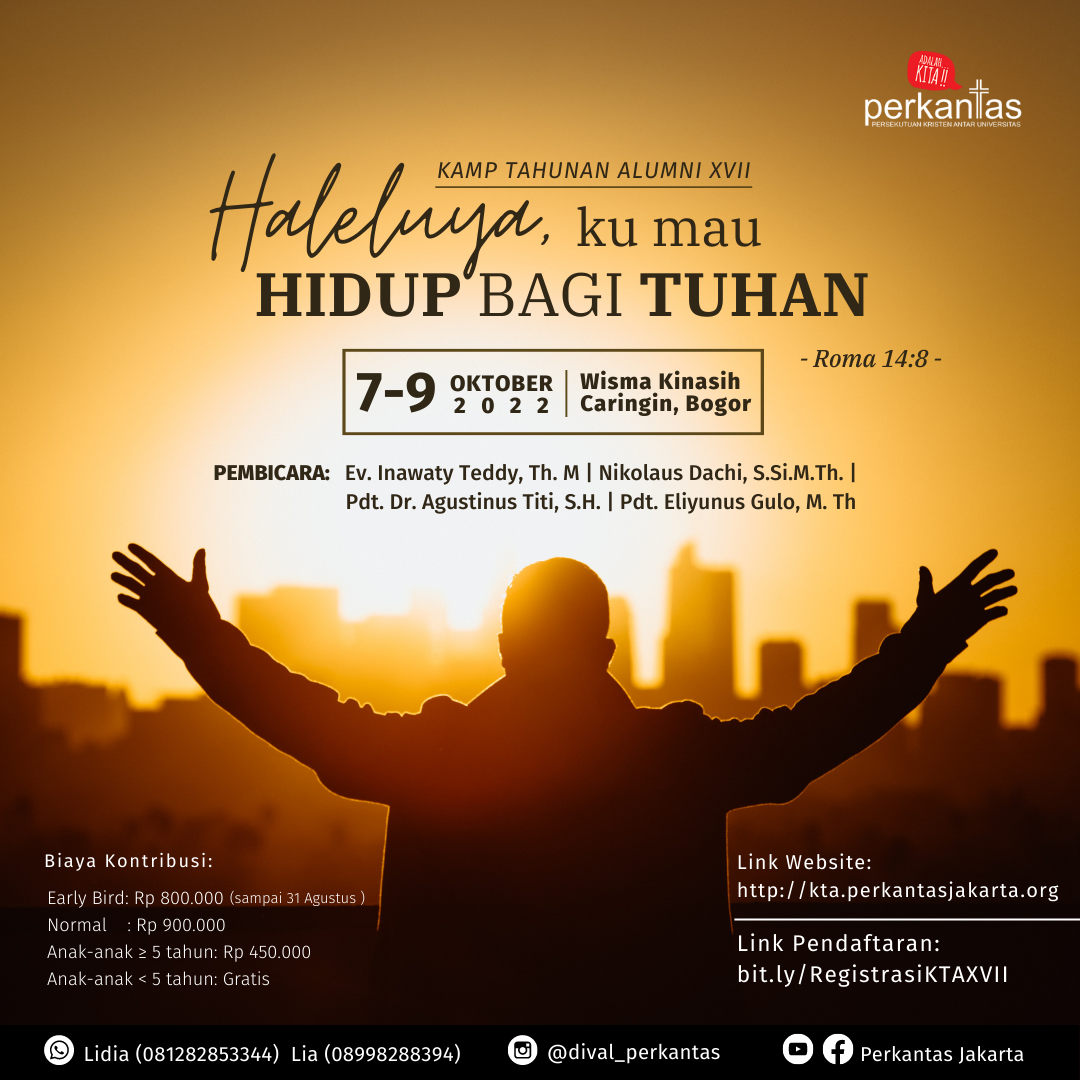 ADALAH
KITA!!
perkantas
PERSEKUTUAN KRISTEN ANTAR UNIVERSITAS
KAMP TAHUNAN ALUMNI XVII
Haleluya, ku mau
HIDUP BAGI TUHAN
- Roma 14:8 -
7-9 OKTOBER 2022
Wisma Kinasih
Caringin, Bogor
PEMBICARA: Ev. Inawaty Teddy, Th. M | Nikolaus Dachi, S.Si.M.Th. |
Pdt. Dr. Agustinus Titi, S.H. | Pdt. Eliyunus Gulo, M. Th
Biaya Kontribusi:
Early Bird: Rp 800.000 (sampai 31 Agustus )
Normal : Rp 900.000
Anak-anak ≥ 5 tahun: Rp 450.000
Anak-anak < 5 tahun: Gratis
Link Website:
http://kta.perkantasjakarta.org
Link Pendaftaran:
bit.ly/RegistrasiKTAXVII
Lidia (081282853344) Lia (08998288394)
@dival_perkantas
Perkantas Jakarta